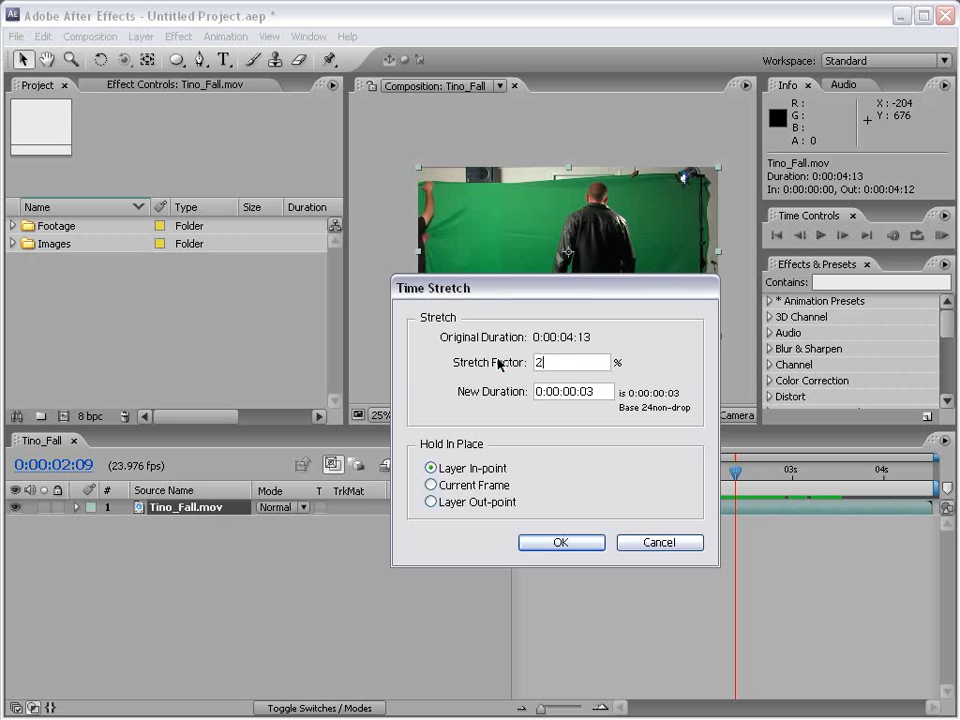 Adobe After Effects - Untitled Project.aep *
File Edit Composition Layer Effect Animation View Window Help
Workspace: Standard
Project × Effect Controls: Tino_Fall.mov
Composition: Tino_Fall ×
Info × Audio
R :
G :
B :
A : 0
X : -204
Y : 676
Tino_Fall.mov
Duration: 0:00:04:13
In: 0:00:00:00, Out: 0:00:04:12
Name Type Size Duration
Footage Folder
Images Folder
Time Controls ×
Effects & Presets ×
Contains:
* Animation Presets
3D Channel
Audio
Blur & Sharpen
Channel
Color Correction
Distort
Time Stretch
Stretch
Original Duration: 0:00:04:13
Stretch Factor: 2 %
New Duration: 0:00:00:03 is 0:00:00:03
Base 24non-drop
Hold In Place
Layer In-point
Current Frame
Layer Out-point
OK Cancel
8 bpc
25%
Camera
Tino_Fall ×
0:00:02:09 (23.976 fps)
03s 04s
# Source Name Mode T TrkMat
1 Tino_Fall.mov Normal
Toggle Switches / Modes